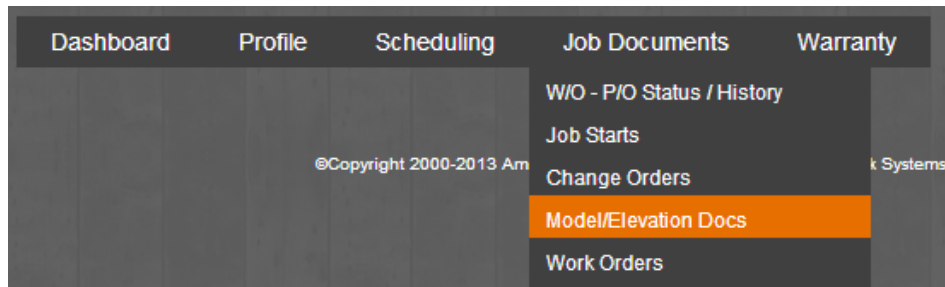 Dashboard Profile Scheduling Job Documents Warranty
W/O - P/O Status / History
Job Starts
©Copyright 2000-2013 Systems
Change Orders
Model/Elevation Docs
Work Orders